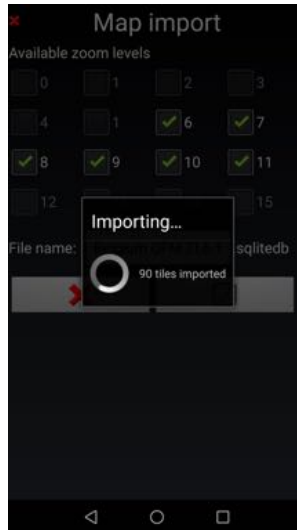 Map import
Available zoom levels
0 1 2 3
4 1 6 7
8 9 10 11
12 15
Importing...
File name: .sqlitedb
90 tiles imported